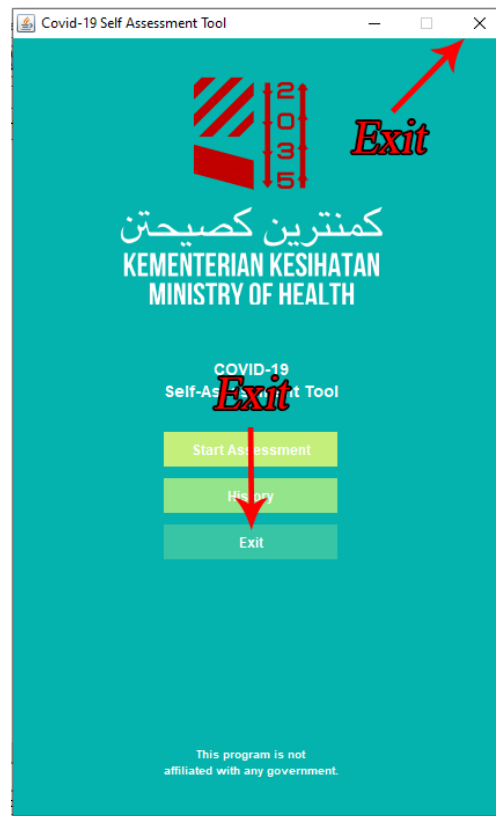 Covid-19 Self Assessment Tool
Exit
2
0
3
5
كمنترين كصيحتن
KEMENTERIAN KESIHATAN
MINISTRY OF HEALTH
COVID-19
Self-Assessment Tool
Exit
Start Assessment
History
Exit
This program is not
affiliated with any government.